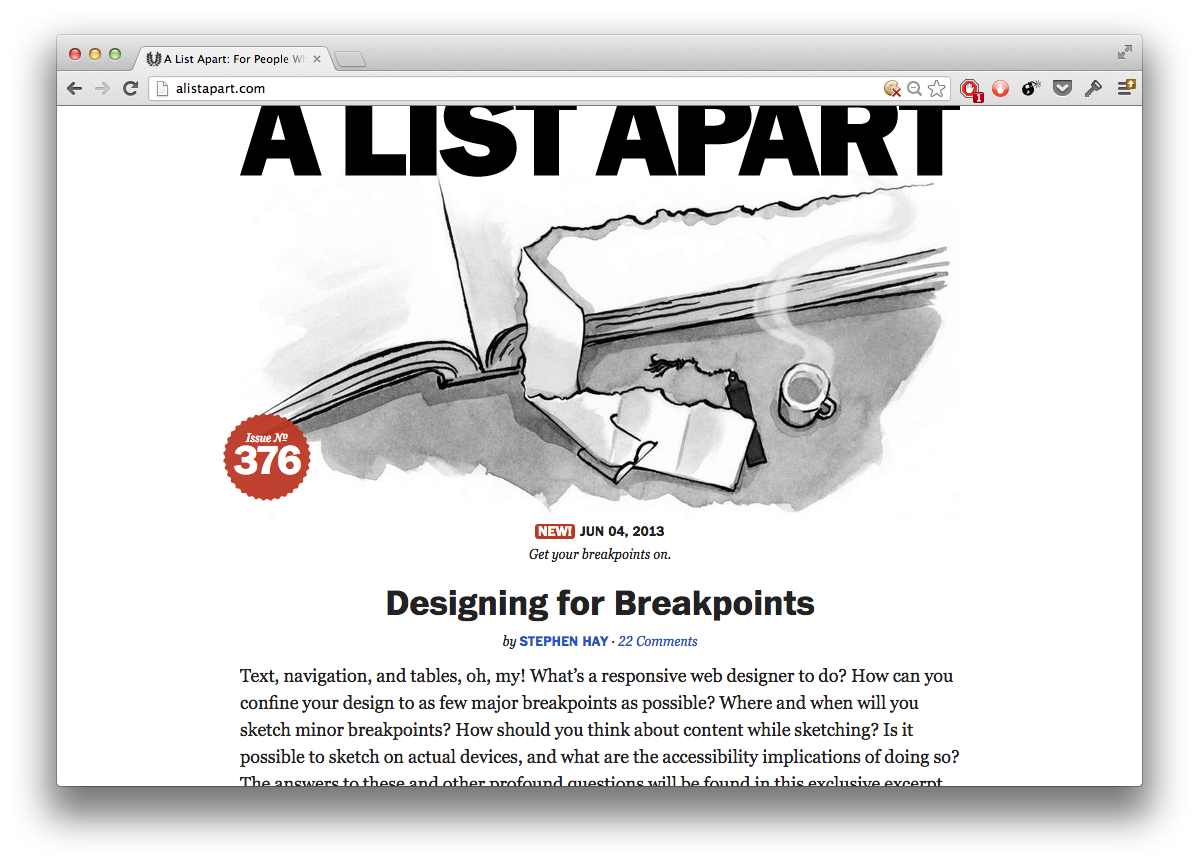 A List Apart: For People W
alistapart.com
1
A LIST APART
Issue №
376
NEW! JUN 04, 2013
Get your breakpoints on.
Designing for Breakpoints
by STEPHEN HAY · 22 Comments
Text, navigation, and tables, oh, my! What’s a responsive web designer to do? How can you
confine your design to as few major breakpoints as possible? Where and when will you
sketch minor breakpoints? How should you think about content while sketching? Is it
possible to sketch on actual devices, and what are the accessibility implications of doing so?
The answers to these and other profound questions will be found in this exclusive excerpt